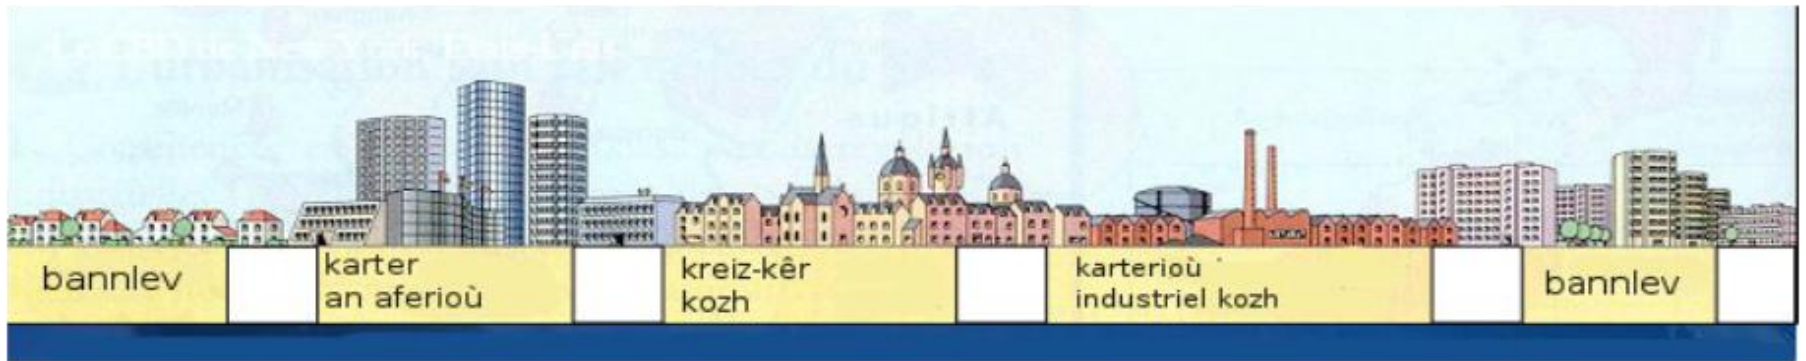 bannlev
karter
an aferioù
kreiz-kêr
kozh
karterioù
industriel kozh
bannlev